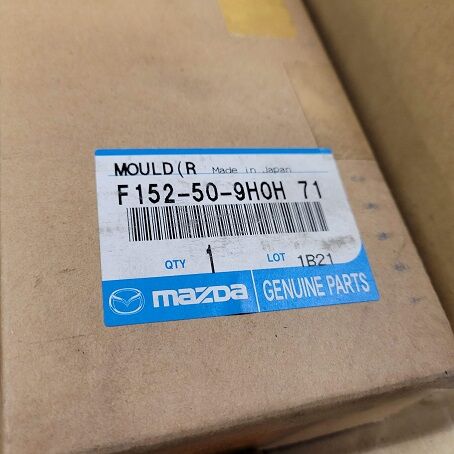 MOULD(R Made in Japan
F152-50-9H0H 71
QTY 1 LOT 1B21
mazda GENUINE PARTS